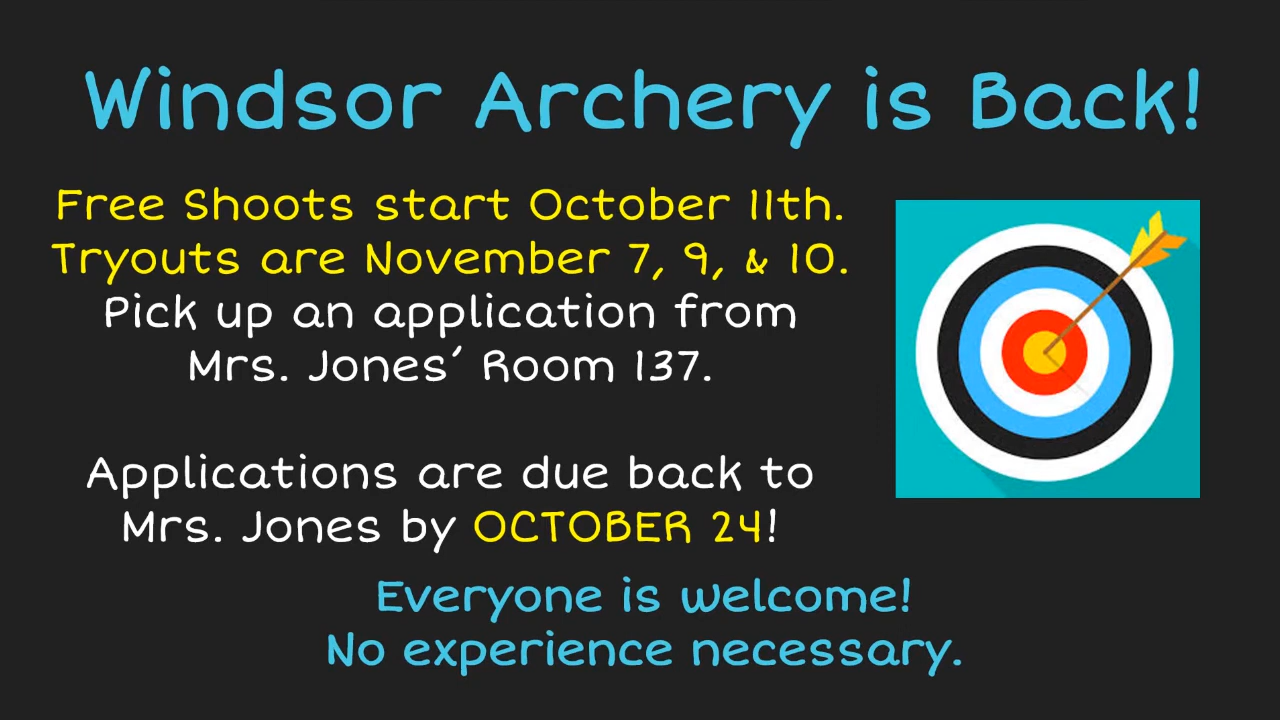 Windsor Archery is Back!
Free Shoots start October 11th.
Tryouts are November 7, 9, & 10.
Pick up an application from
Mrs. Jones’ Room 137.
Applications are due back to
Mrs. Jones by OCTOBER 24!
Everyone is welcome!
No experience necessary.